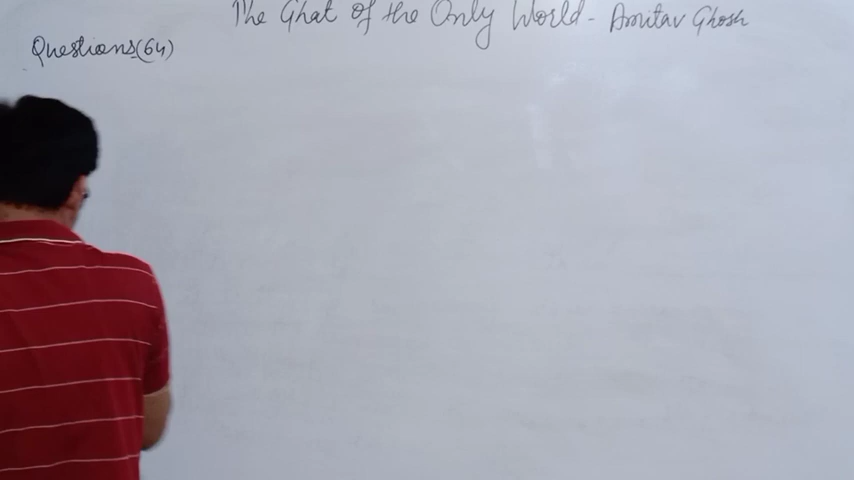 The Ghat of the Only World - Amitav Ghosh
Questions(64)